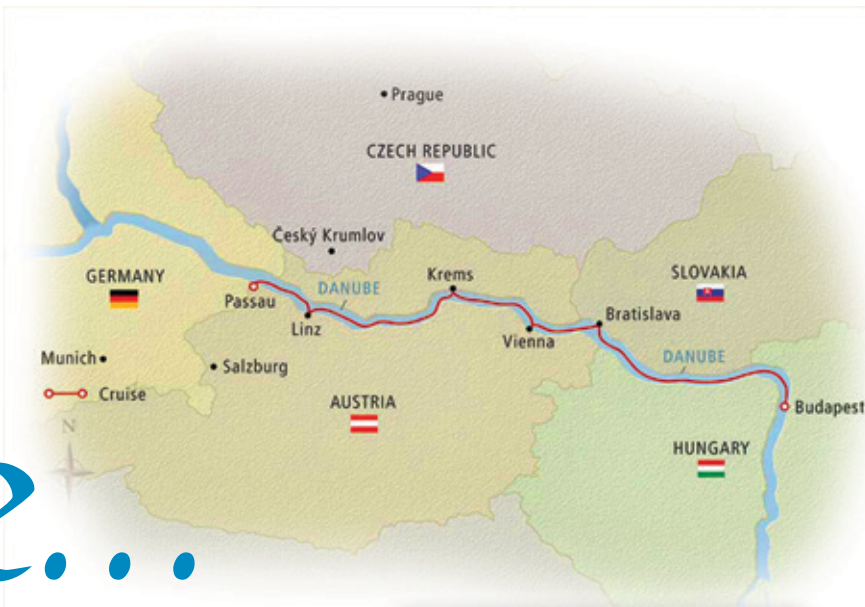 Prague
CZECH REPUBLIC
Český Krumlov
GERMANY
Passau
DANUBE
Krems
SLOVAKIA
Linz
Vienna
Bratislava
Munich
Salzburg
DANUBE
Cruise
AUSTRIA
Budapest
N
HUNGARY
...